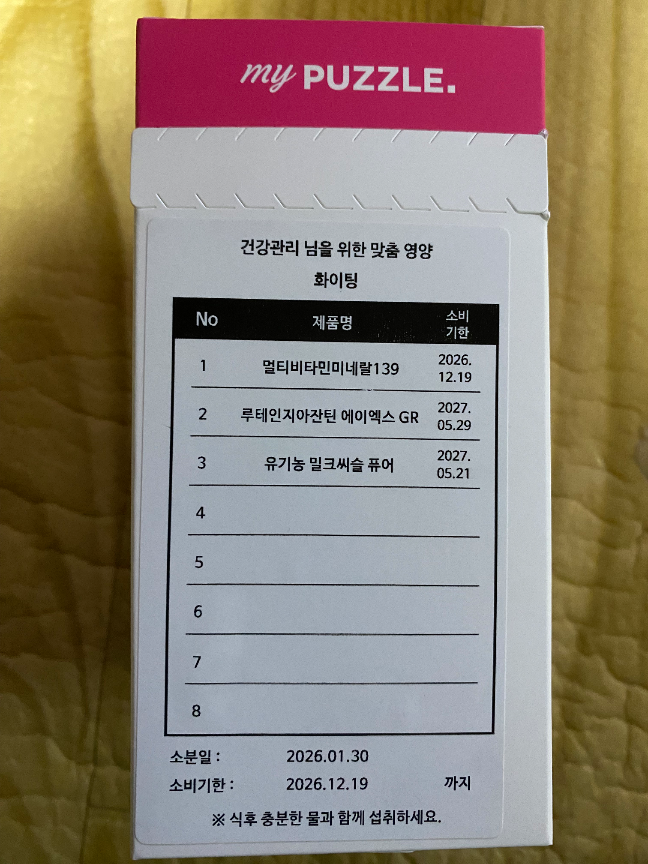 my PUZZLE.
건강관리 님을 위한 맞춤 영양
화이팅
No 제품명 소비 기한
1 멀티비타민미네랄139 2026. 12.19
2 루테인지아잔틴 에이엑스 GR 2027. 05.29
3 유기농 밀크씨슬 퓨어 2027. 05.21
4
5
6
7
8
소분일 : 2026.01.30
소비기한 : 2026.12.19 까지
※ 식후 충분한 물과 함께 섭취하세요.